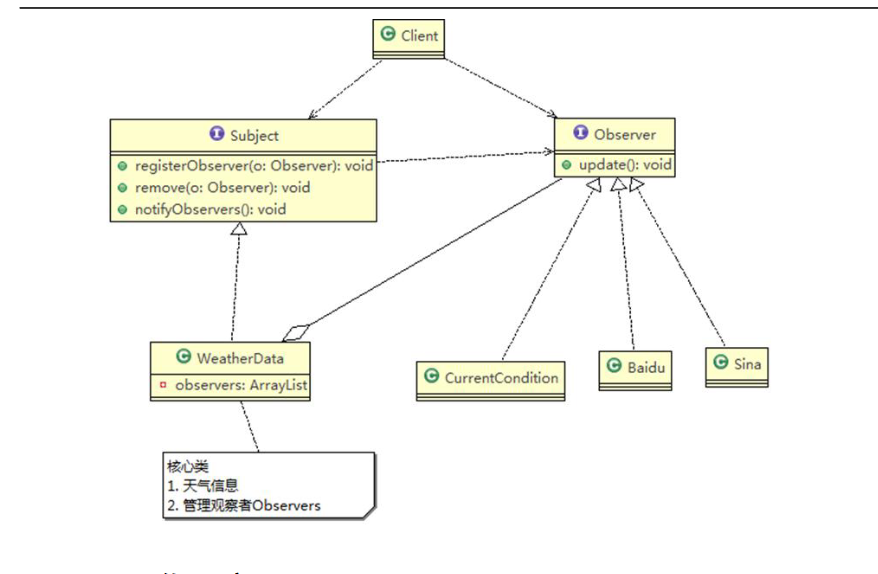 Client
Subject
registerObserver(o: Observer): void
remove(o: Observer): void
notifyObservers(): void
Observer
update(): void
WeatherData
observers: ArrayList
CurrentCondition
Baidu
Sina
核心类
1. 天气信息
2. 管理观察者Observers